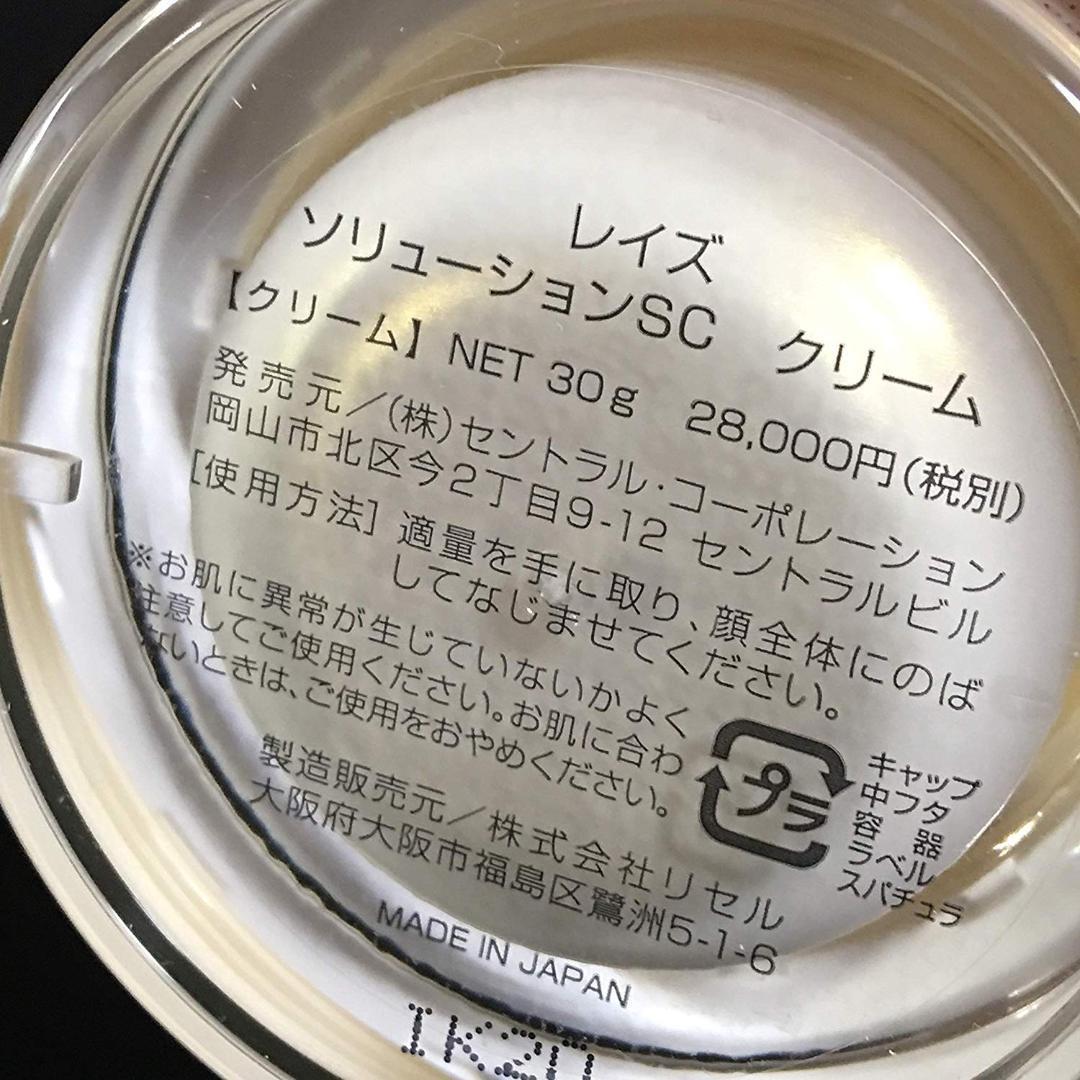 レイズ
ソリューションSC クリーム
【クリーム】 NET 30g 28,000円(税別)
発売元/(株)セントラル・コーポレーション
岡山市北区今2丁目9-12 セントラルビル
[使用方法] 適量を手に取り、顔全体にのば
してなじませてください。
※お肌に異常が生じていないかよく
注意してご使用ください。お肌に合わ
ないときは、ご使用をおやめください。
プラ
キャップ
中フタ
容 器
ラベル
スパチュラ
製造販売元/株式会社リセル
大阪府大阪市福島区鷺洲5-1-6
MADE IN JAPAN